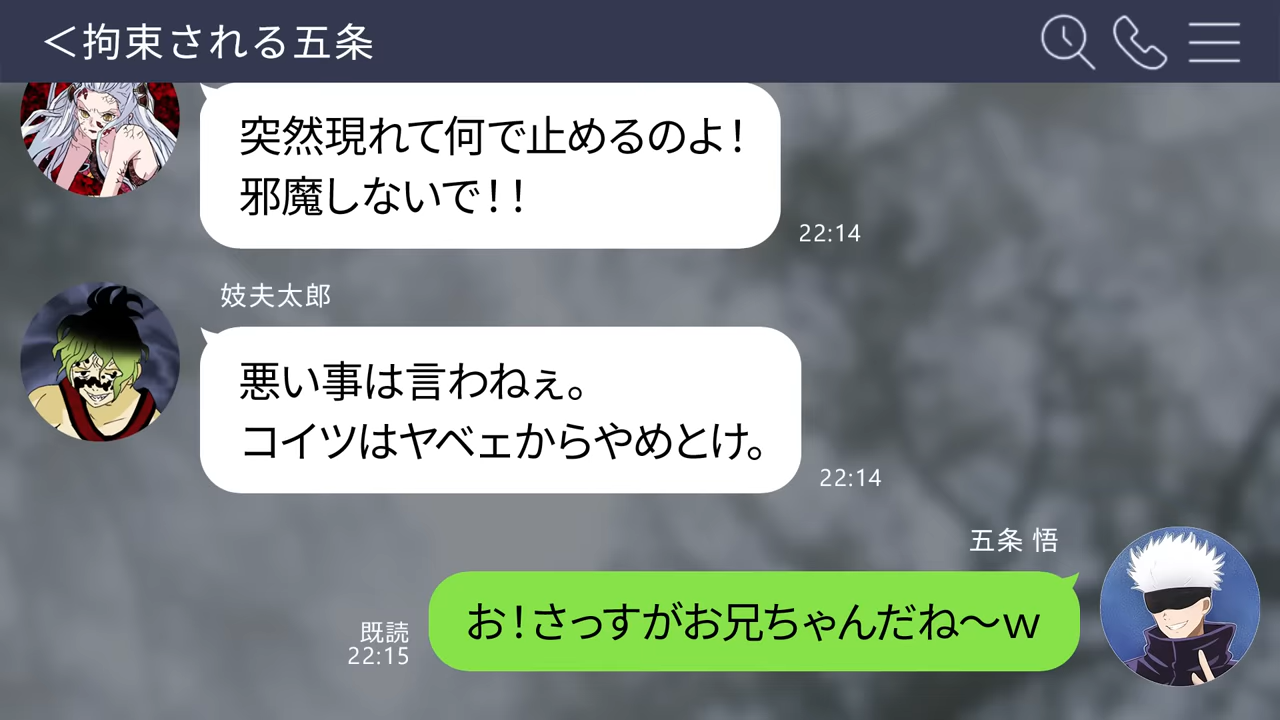 ＜拘束される五条
突然現れて何で止めるのよ！
邪魔しないで！！
22:14
妓夫太郎
悪い事は言わねぇ。
コイツはヤベェからやめとけ。
22:14
五条 悟
お！さっすがお兄ちゃんだね～ｗ
既読
22:15